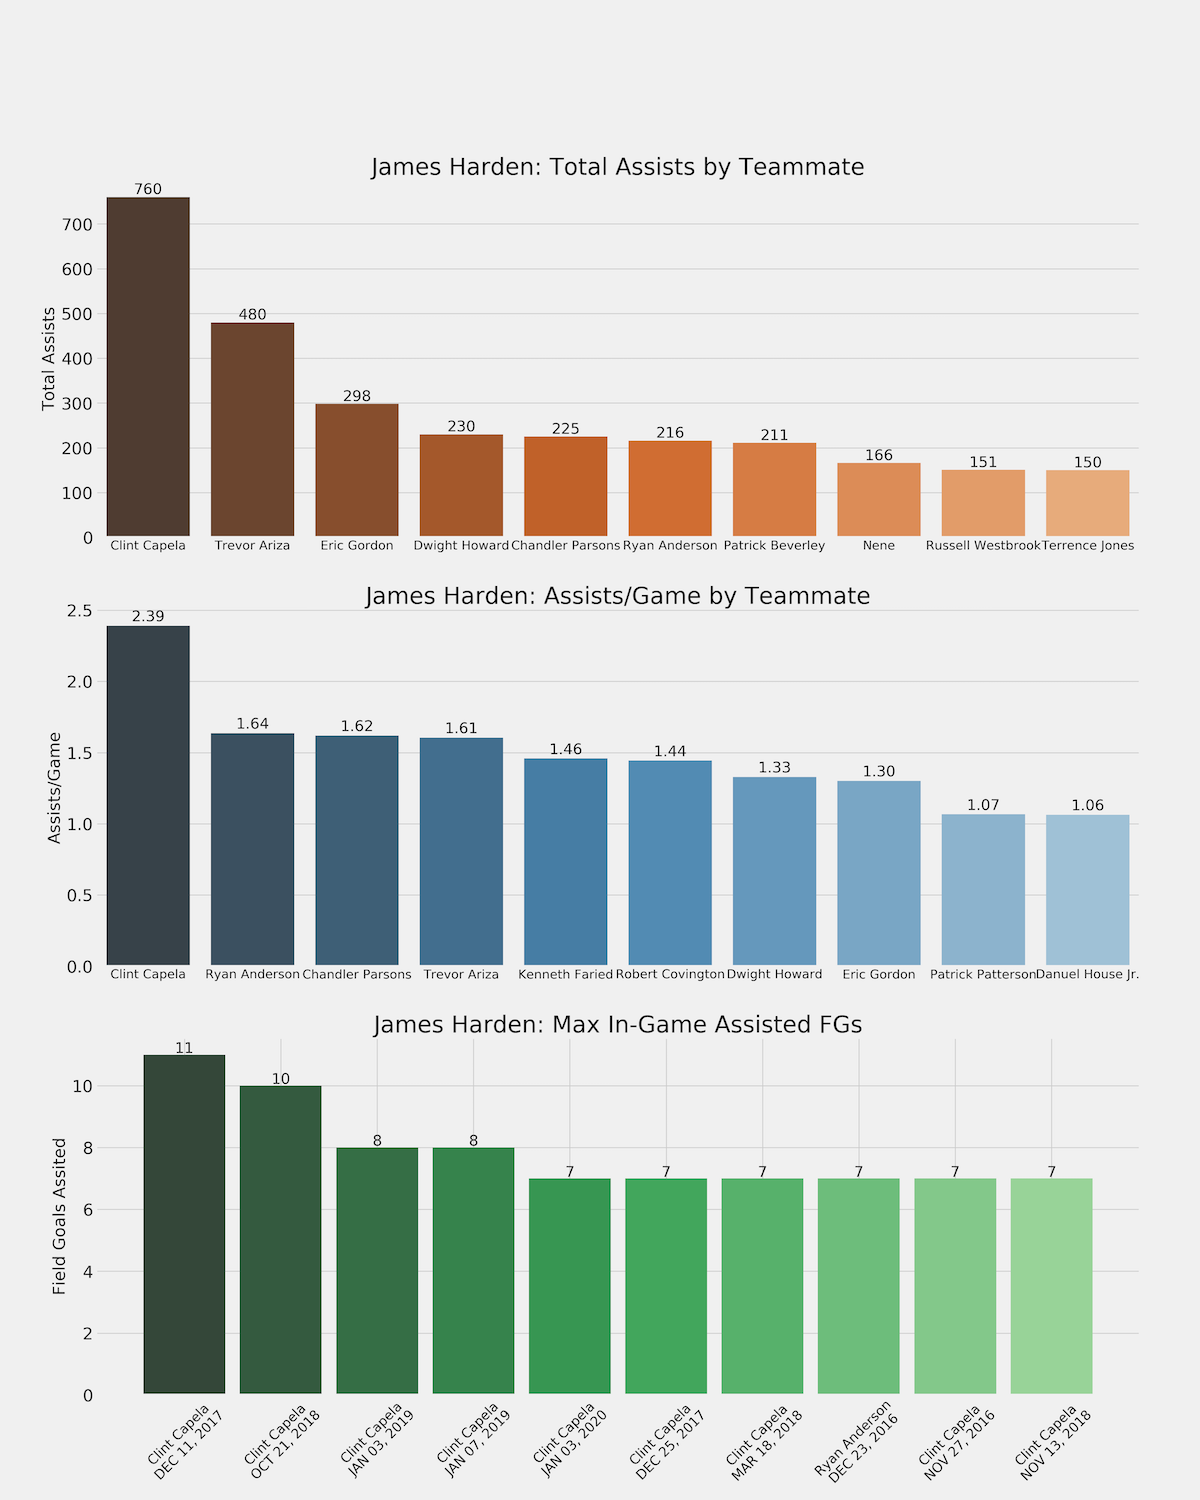 James Harden: Total Assists by Teammate
Total Assists
700
600
500
400
300
200
100
0
760
480
298
230
225
216
211
166
151
150
Clint Capela
Trevor Ariza
Eric Gordon
Dwight Howard
Chandler Parsons
Ryan Anderson
Patrick Beverley
Nene
Russell Westbrook
Terrence Jones
James Harden: Assists/Game by Teammate
Assists/Game
2.5
2.0
1.5
1.0
0.5
0.0
2.39
1.64
1.62
1.61
1.46
1.44
1.33
1.30
1.07
1.06
Clint Capela
Ryan Anderson
Chandler Parsons
Trevor Ariza
Kenneth Faried
Robert Covington
Dwight Howard
Eric Gordon
Patrick Patterson
Danuel House Jr.
James Harden: Max In-Game Assisted FGs
Field Goals Assited
10
8
6
4
2
0
11
10
8
8
7
7
7
7
7
7
Clint Capela
DEC 11, 2017
Clint Capela
OCT 21, 2018
Clint Capela
JAN 03, 2019
Clint Capela
JAN 07, 2019
Clint Capela
JAN 03, 2020
Clint Capela
DEC 25, 2017
Clint Capela
MAR 18, 2018
Ryan Anderson
DEC 23, 2016
Clint Capela
NOV 27, 2016
Clint Capela
NOV 13, 2018